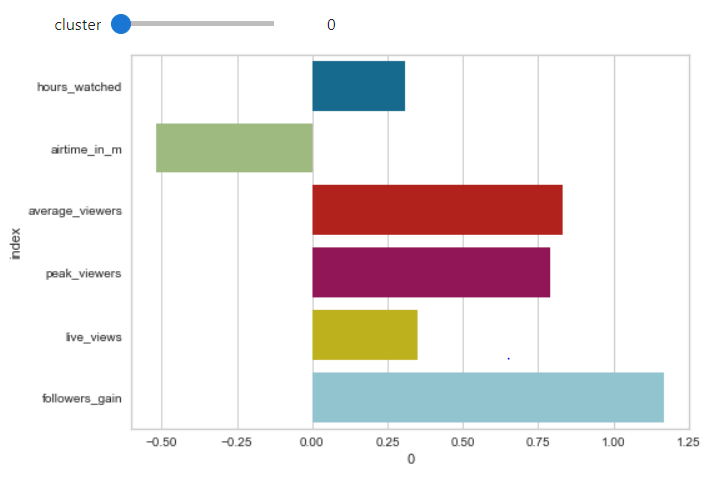 cluster 0
hours_watched
airtime_in_m
average_viewers
peak_viewers
live_views
followers_gain
index
−0.50 −0.25 0.00 0.25 0.50 0.75 1.00 1.25
0